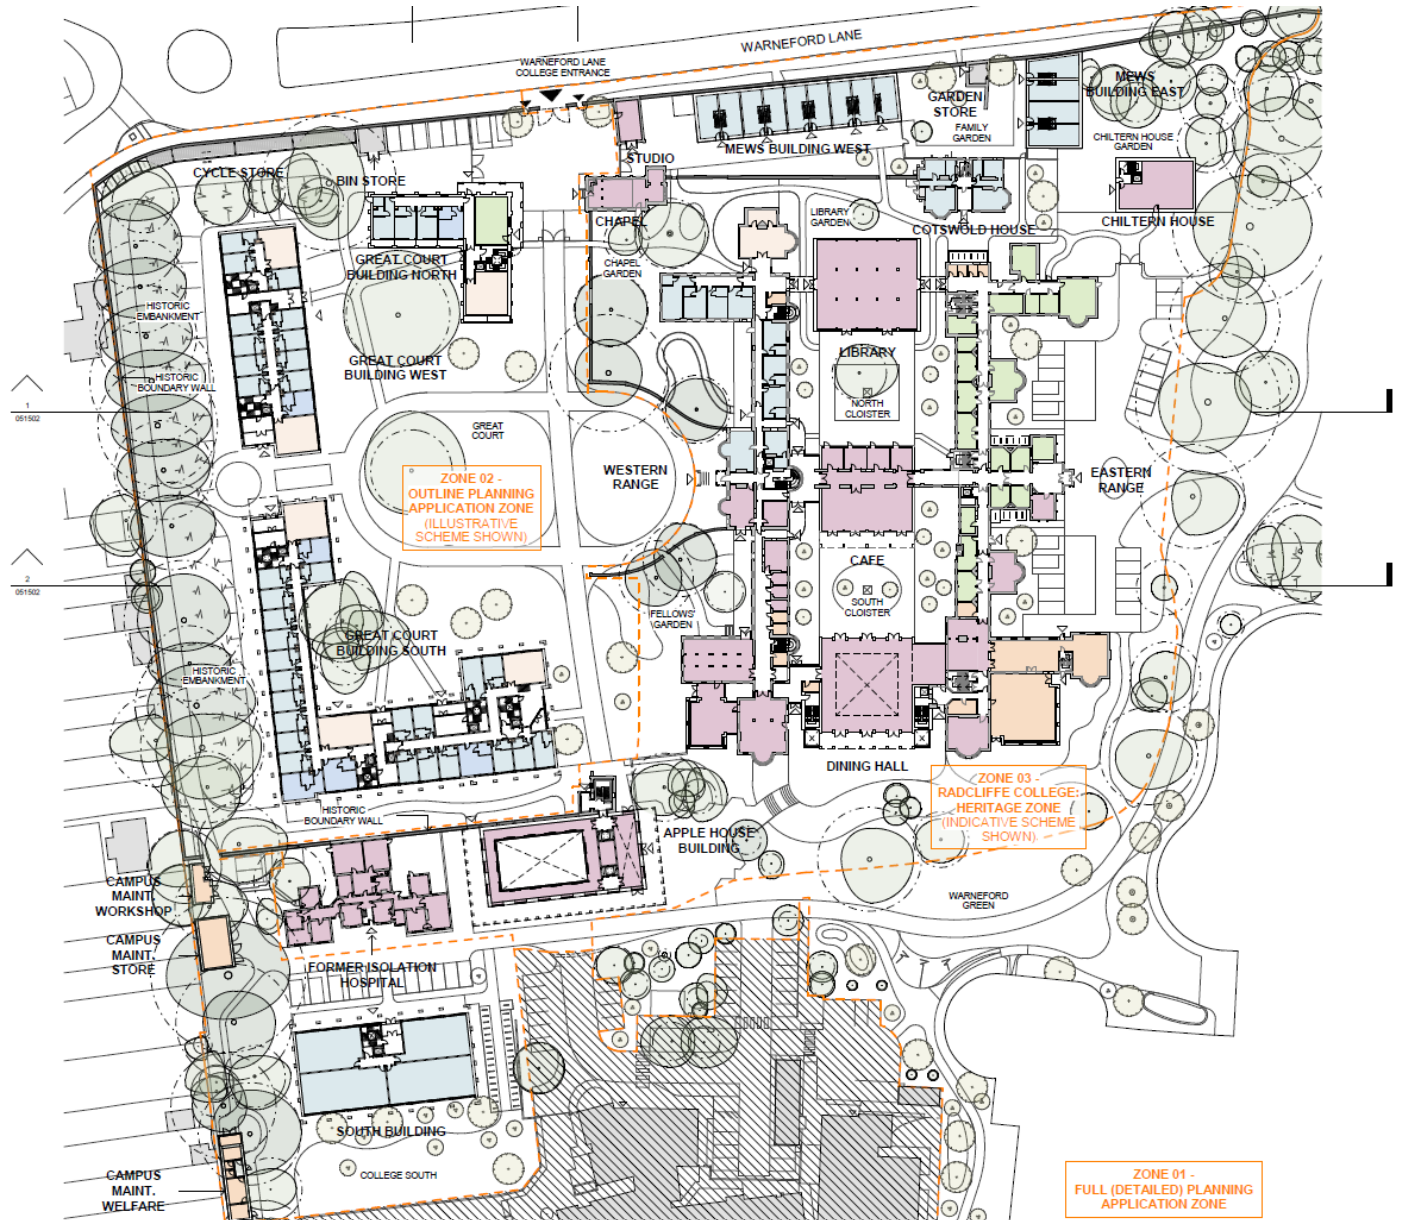 WARNEFORD LANE
WARNEFORD LANE
COLLEGE ENTRANCE
MEWS
BUILDING EAST
GARDEN
STORE
FAMILY
GARDEN
CHILTERN HOUSE
GARDEN
MEWS BUILDING WEST
STUDIO
CYCLE STORE
BIN STORE
CHAPEL
LIBRARY
GARDEN
COTSWOLD HOUSE
CHILTERN HOUSE
GREAT COURT
BUILDING NORTH
CHAPEL
GARDEN
HISTORIC
EMBANKMENT
GREAT COURT
BUILDING WEST
LIBRARY
HISTORIC
BOUNDARY WALL
1
051502
NORTH
CLOISTER
GREAT
COURT
WESTERN
RANGE
EASTERN
RANGE
ZONE 02 -
OUTLINE PLANNING
APPLICATION ZONE
(ILLUSTRATIVE
SCHEME SHOWN)
CAFE
2
051502
SOUTH
CLOISTER
FELLOWS'
GARDEN
GREAT COURT
BUILDING SOUTH
HISTORIC
EMBANKMENT
DINING HALL
ZONE 03 -
RADCLIFFE COLLEGE:
HERITAGE ZONE
(INDICATIVE SCHEME
SHOWN)
HISTORIC
BOUNDARY WALL
APPLE HOUSE
BUILDING
CAMPUS
MAINT.
WORKSHOP
WARNEFORD
GREEN
CAMPUS
MAINT.
STORE
FORMER ISOLATION
HOSPITAL
SOUTH BUILDING
COLLEGE SOUTH
CAMPUS
MAINT.
WELFARE
ZONE 01 -
FULL (DETAILED) PLANNING
APPLICATION ZONE